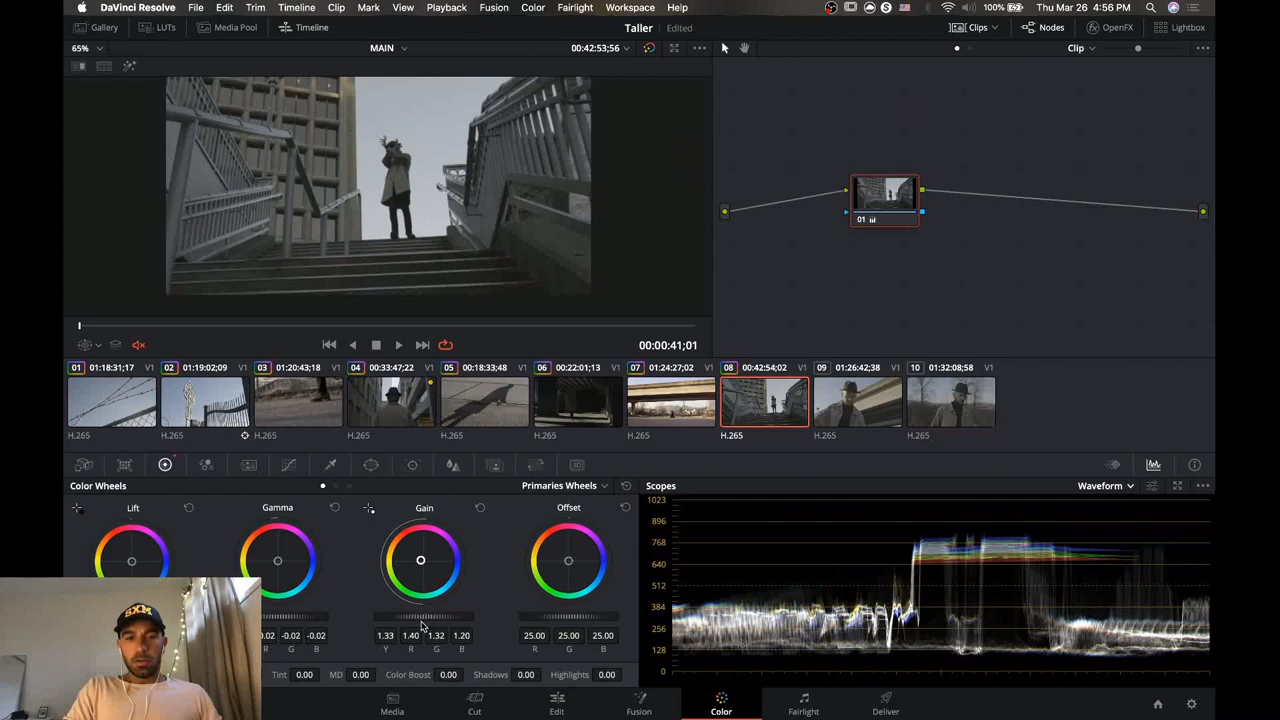 DaVinci Resolve File Edit Trim Timeline Clip Mark View Playback Fusion Color Fairlight Workspace Help 100% Thu Mar 26 4:56 PM
Gallery LUTs Media Pool Timeline Taller Edited Clips Nodes OpenFX Lightbox
65% MAIN 00:42:53;56 Clip
01
00:00:41;01
01 01:18:31;17 V1 02 01:19:02;09 V1 03 01:20:43;18 V1 04 00:33:47;22 V1 05 00:18:33;48 V1 06 00:22:01;13 V1 07 01:24:27;02 V1 08 00:42:54;02 V1 09 01:26:42;38 V1 10 01:32:08;58 V1
H.265 H.265 H.265 H.265 H.265 H.265 H.265 H.265 H.265 H.265
Color Wheels Primaries Wheels Scopes Waveform
Lift Gamma Gain Offset
1023
896
768
640
512
384
256
128
0
-0.02 -0.02 1.33 1.40 1.32 1.20 25.00 25.00 25.00
R G B Y R G B R G B
Tint 0.00 MD 0.00 Color Boost 0.00 Shadows 0.00 Highlights 0.00
SXM
Media Cut Edit Fusion Color Fairlight Deliver